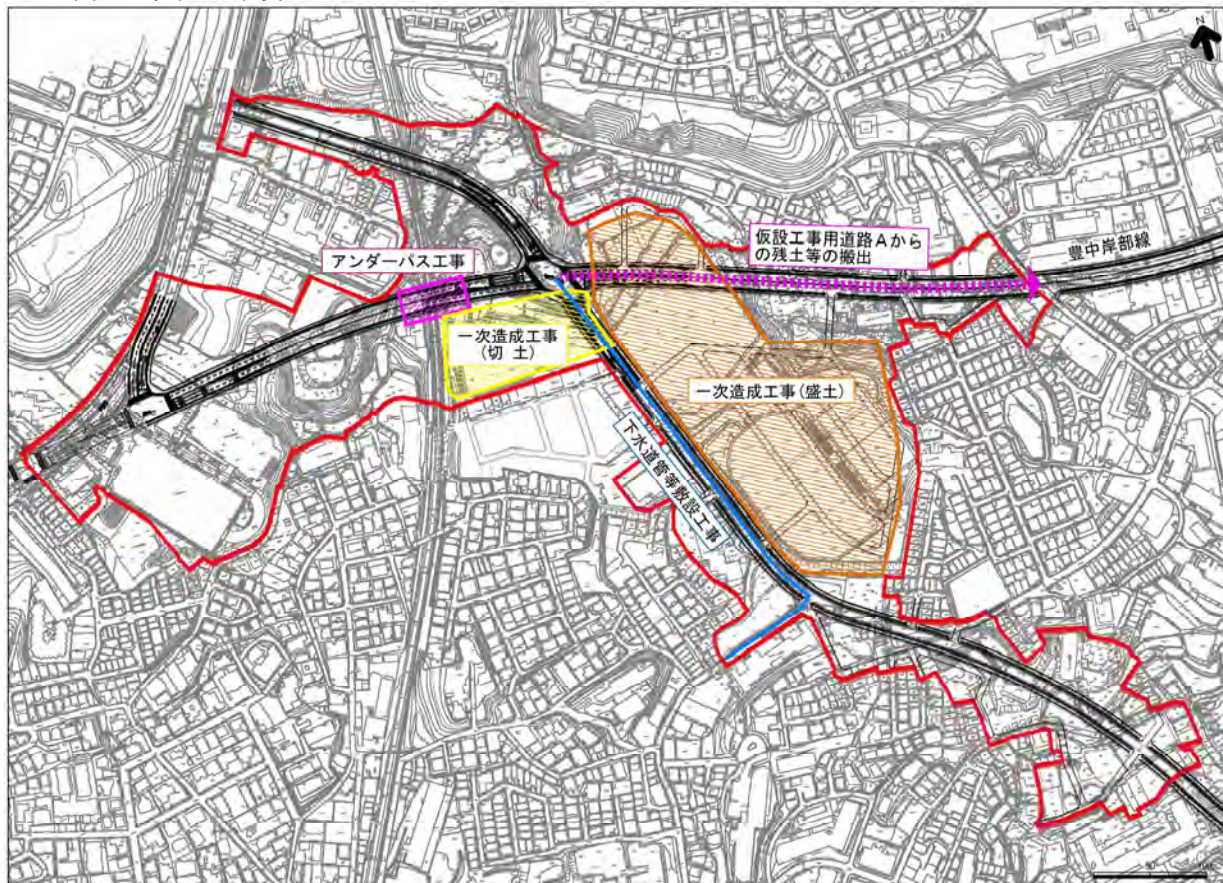 仮設工事用道路Aから
の残土等の搬出
豊中岸部線
アンダーパス工事
一次造成工事
(切 土)
一次造成工事(盛土)
下水道管等敷設工事